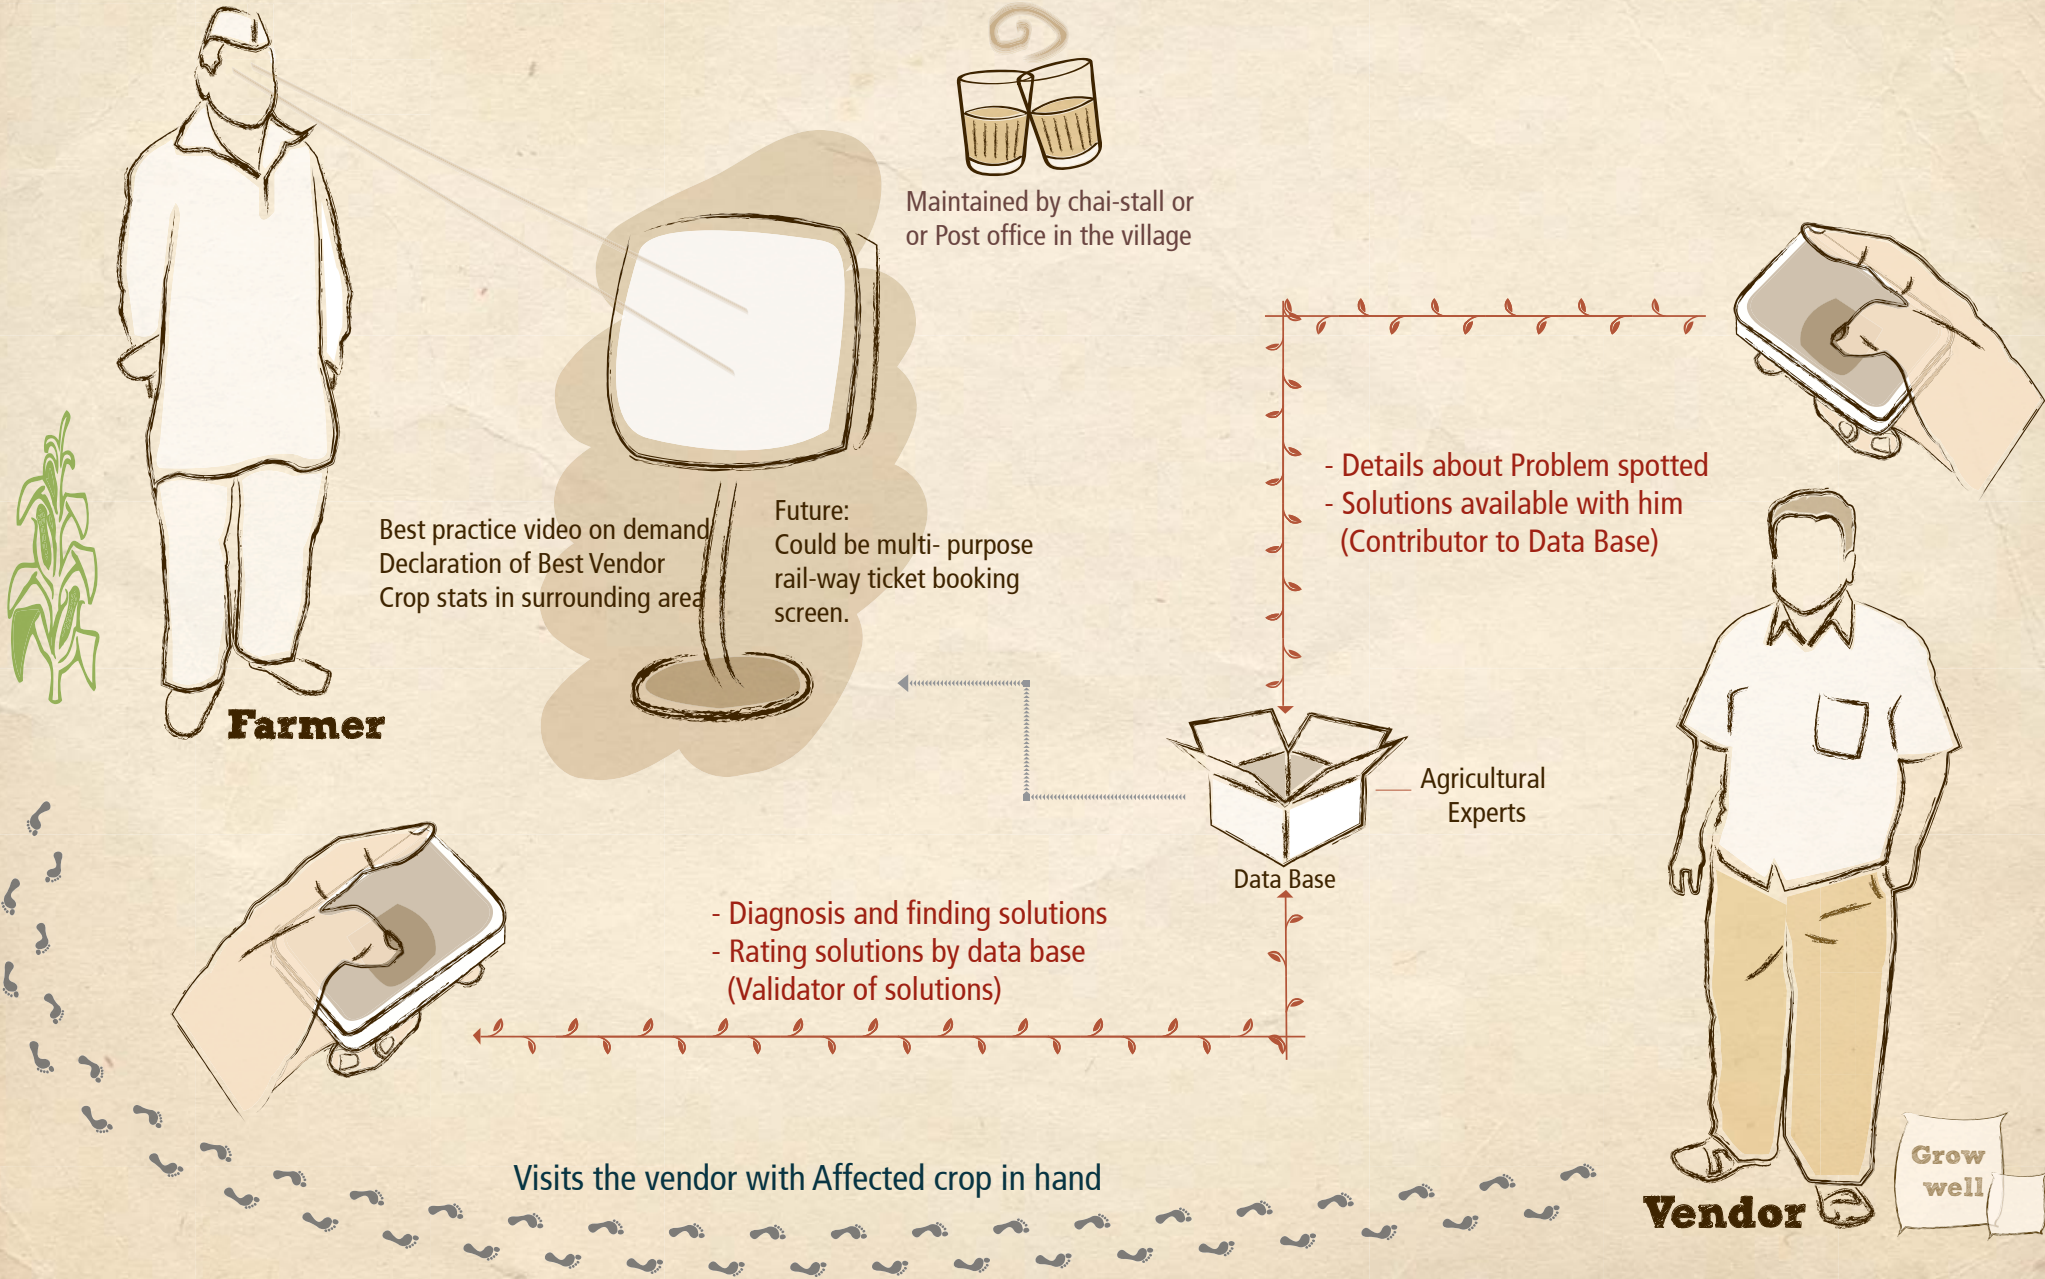 Maintained by chai-stall or
or Post office in the village
- Details about Problem spotted
- Solutions available with him
(Contributor to Data Base)
Best practice video on demand
Declaration of Best Vendor
Crop stats in surrounding area
Future:
Could be multi- purpose
rail-way ticket booking
screen.
Farmer
Agricultural
Experts
Data Base
- Diagnosis and finding solutions
- Rating solutions by data base
(Validator of solutions)
Visits the vendor with Affected crop in hand
Vendor
Grow
well